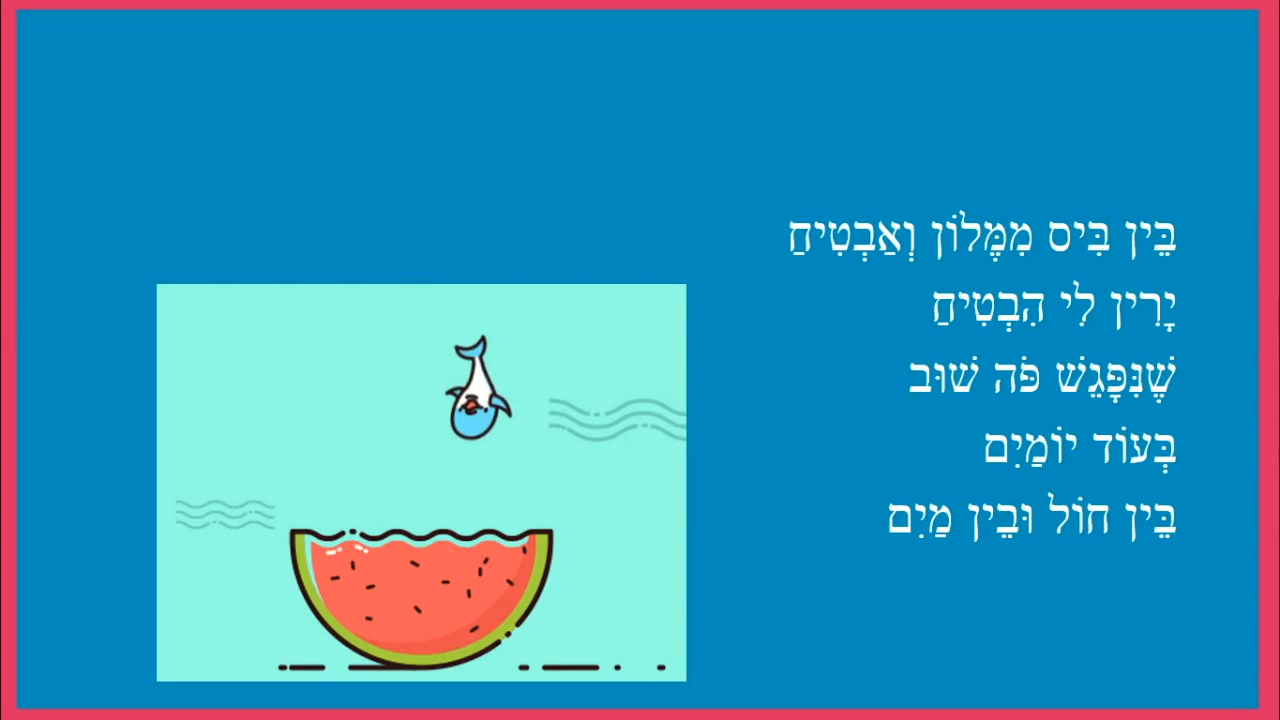 בֵּין בִּיס מִמֶּלוֹן וְאַבְטִיחַ
יָרִין לִי הִבְטִיחַ
שֶׁנִּפָּגֵשׁ פֹּה שׁוּב
בְּעוֹד יוֹמַיִם
בֵּין חוֹל וּבֵין מַיִם